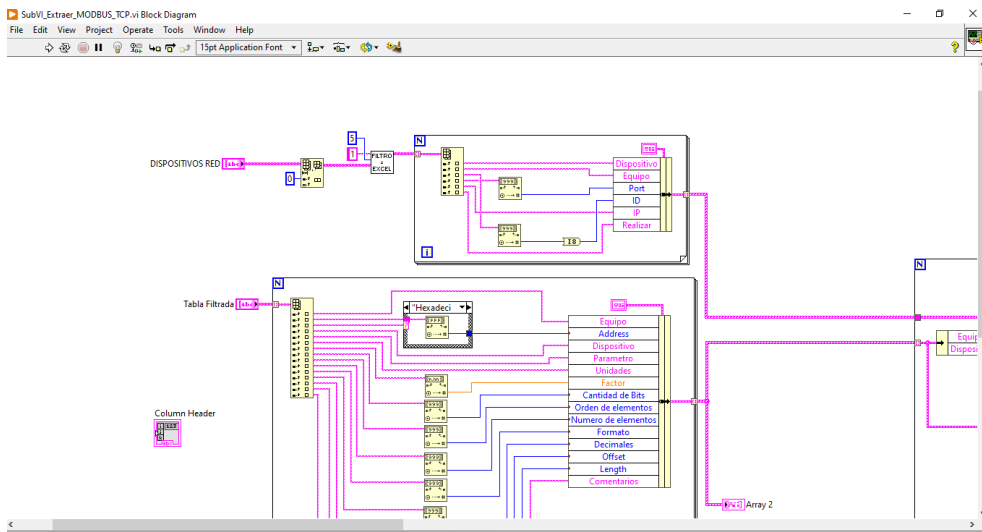 SubVI_Extraer_MODBUS_TCP.vi Block Diagram
File Edit View Project Operate Tools Window Help
15pt Application Font
DISPOSITIVOS RED
abc
0
5
1
FILTRO
EXCEL
N
Dispositivo
Equipo
Port
ID
IP
Realizar
I8
i
N
Tabla Filtrada
abc
"Hexadeci
Equipo
Address
Dispositivo
Parametro
Unidades
Factor
Cantidad de Bits
Orden de elementos
Numero de elementos
Formato
Decimales
Offset
Length
Comentarios
Column Header
N
Equip
Disposi
Array 2